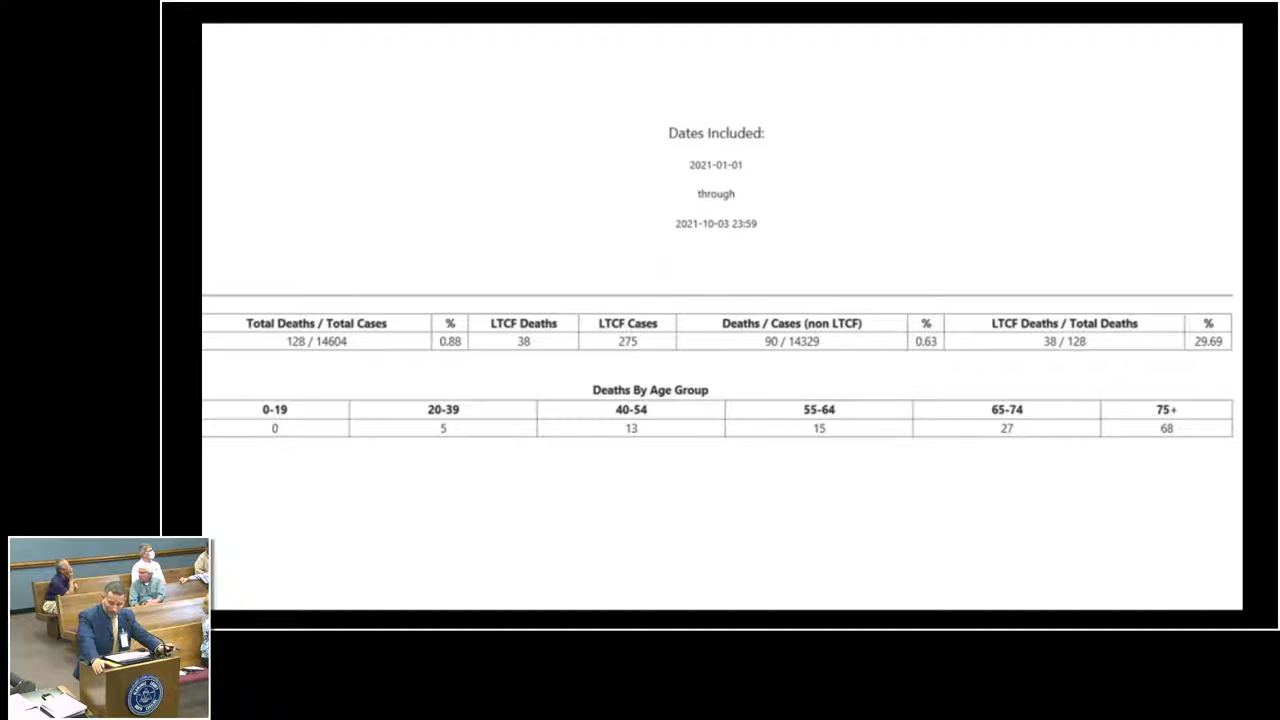 Dates Included:
2021-01-01
through
2021-10-03 23:59
Total Deaths / Total Cases % LTCF Deaths LTCF Cases Deaths / Cases (non LTCF) % LTCF Deaths / Total Deaths %
128 / 14604 0.88 38 275 90 / 14329 0.63 38 / 128 29.69
Deaths By Age Group
0-19 20-39 40-54 55-64 65-74 75+
0 5 13 15 27 68